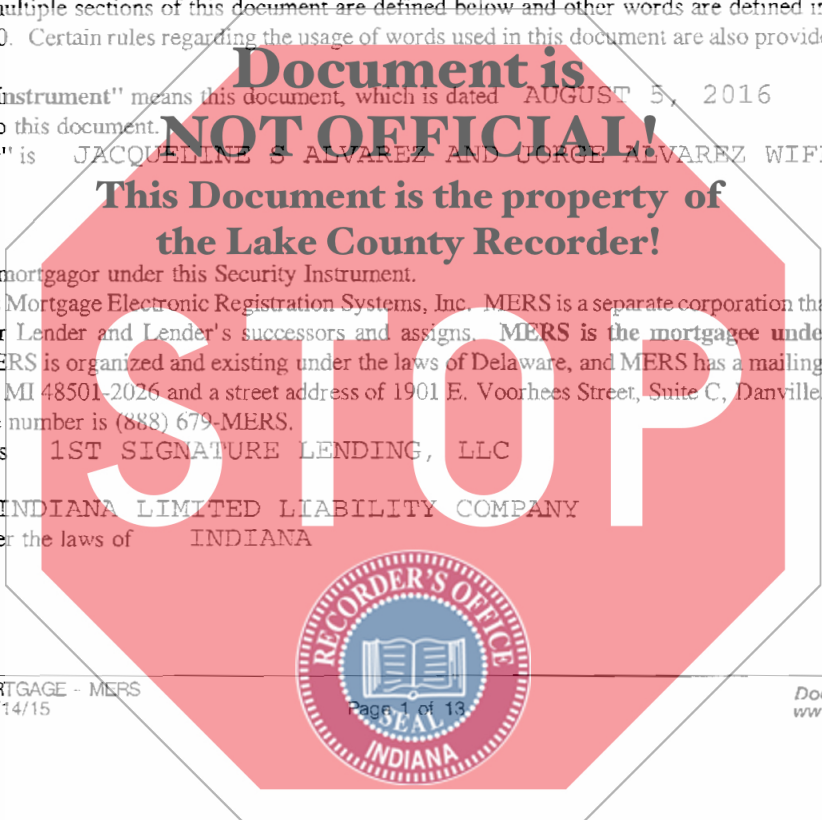 ultiple sections of this document are defined below and other words are defined in
0. Certain rules regarding the usage of words used in this document are also provide
Document is
nstrument" means this document, which is dated AUGUST 5, 2016
o this document.
NOT OFFICIAL!
" is JACQUELINE S ALVAREZ AND JORGE ALVAREZ WIFE
This Document is the property of
the Lake County Recorder!
mortgagor under this Security Instrument.
Mortgage Electronic Registration Systems, Inc. MERS is a separate corporation tha
r Lender and Lender's successors and assigns. MERS is the mortgagee unde
ERS is organized and existing under the laws of Delaware, and MERS has a mailing
MI 48501-2026 and a street address of 1901 E. Voorhees Street, Suite C, Danville,
number is (888) 679-MERS.
STOP
s 1ST SIGNATURE LENDING, LLC
INDIANA LIMITED LIABILITY COMPANY
er the laws of INDIANA
RECORDER'S OFFICE
SEAL
INDIANA
RTGAGE - MERS
14/15
Page 1 of 13
Do
ww